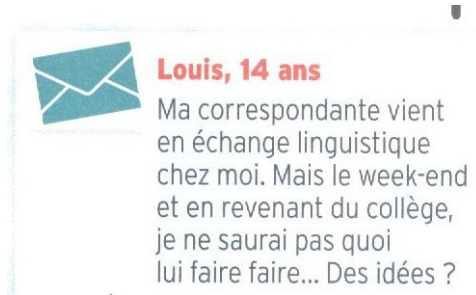 Louis, 14 ans
Ma correspondante vient
en échange linguistique
chez moi. Mais le week-end
et en revenant du collège,
je ne saurai pas quoi
lui faire faire... Des idées ?